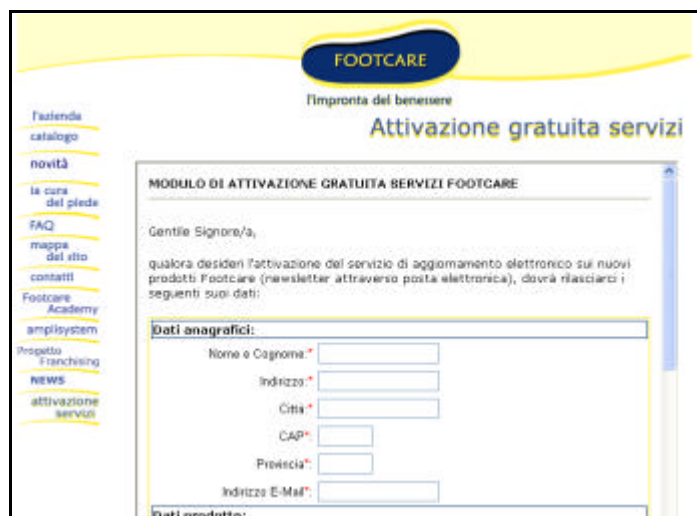 FOOTCARE
l'impronta del benessere
Attivazione gratuita servizi
l'azienda
catalogo
novità
la cura
del piede
FAQ
mappa
del sito
contatti
Footcare
Academy
amplisystem
Progetto
Franchising
NEWS
attivazione
servizi
MODULO DI ATTIVAZIONE GRATUITA SERVIZI FOOTCARE
Gentile Signore/a,
qualora desideri l'attivazione del servizio di aggiornamento elettronico sui nuovi
prodotti Footcare (newsletter attraverso posta elettronica), dovrà rilasciarci i
seguenti suoi dati:
Dati anagrafici:
Nome e Cognome:*
Indirizzo:*
Città:*
CAP*:
Provincia*:
Indirizzo E-Mail*:
Dati prodotto: